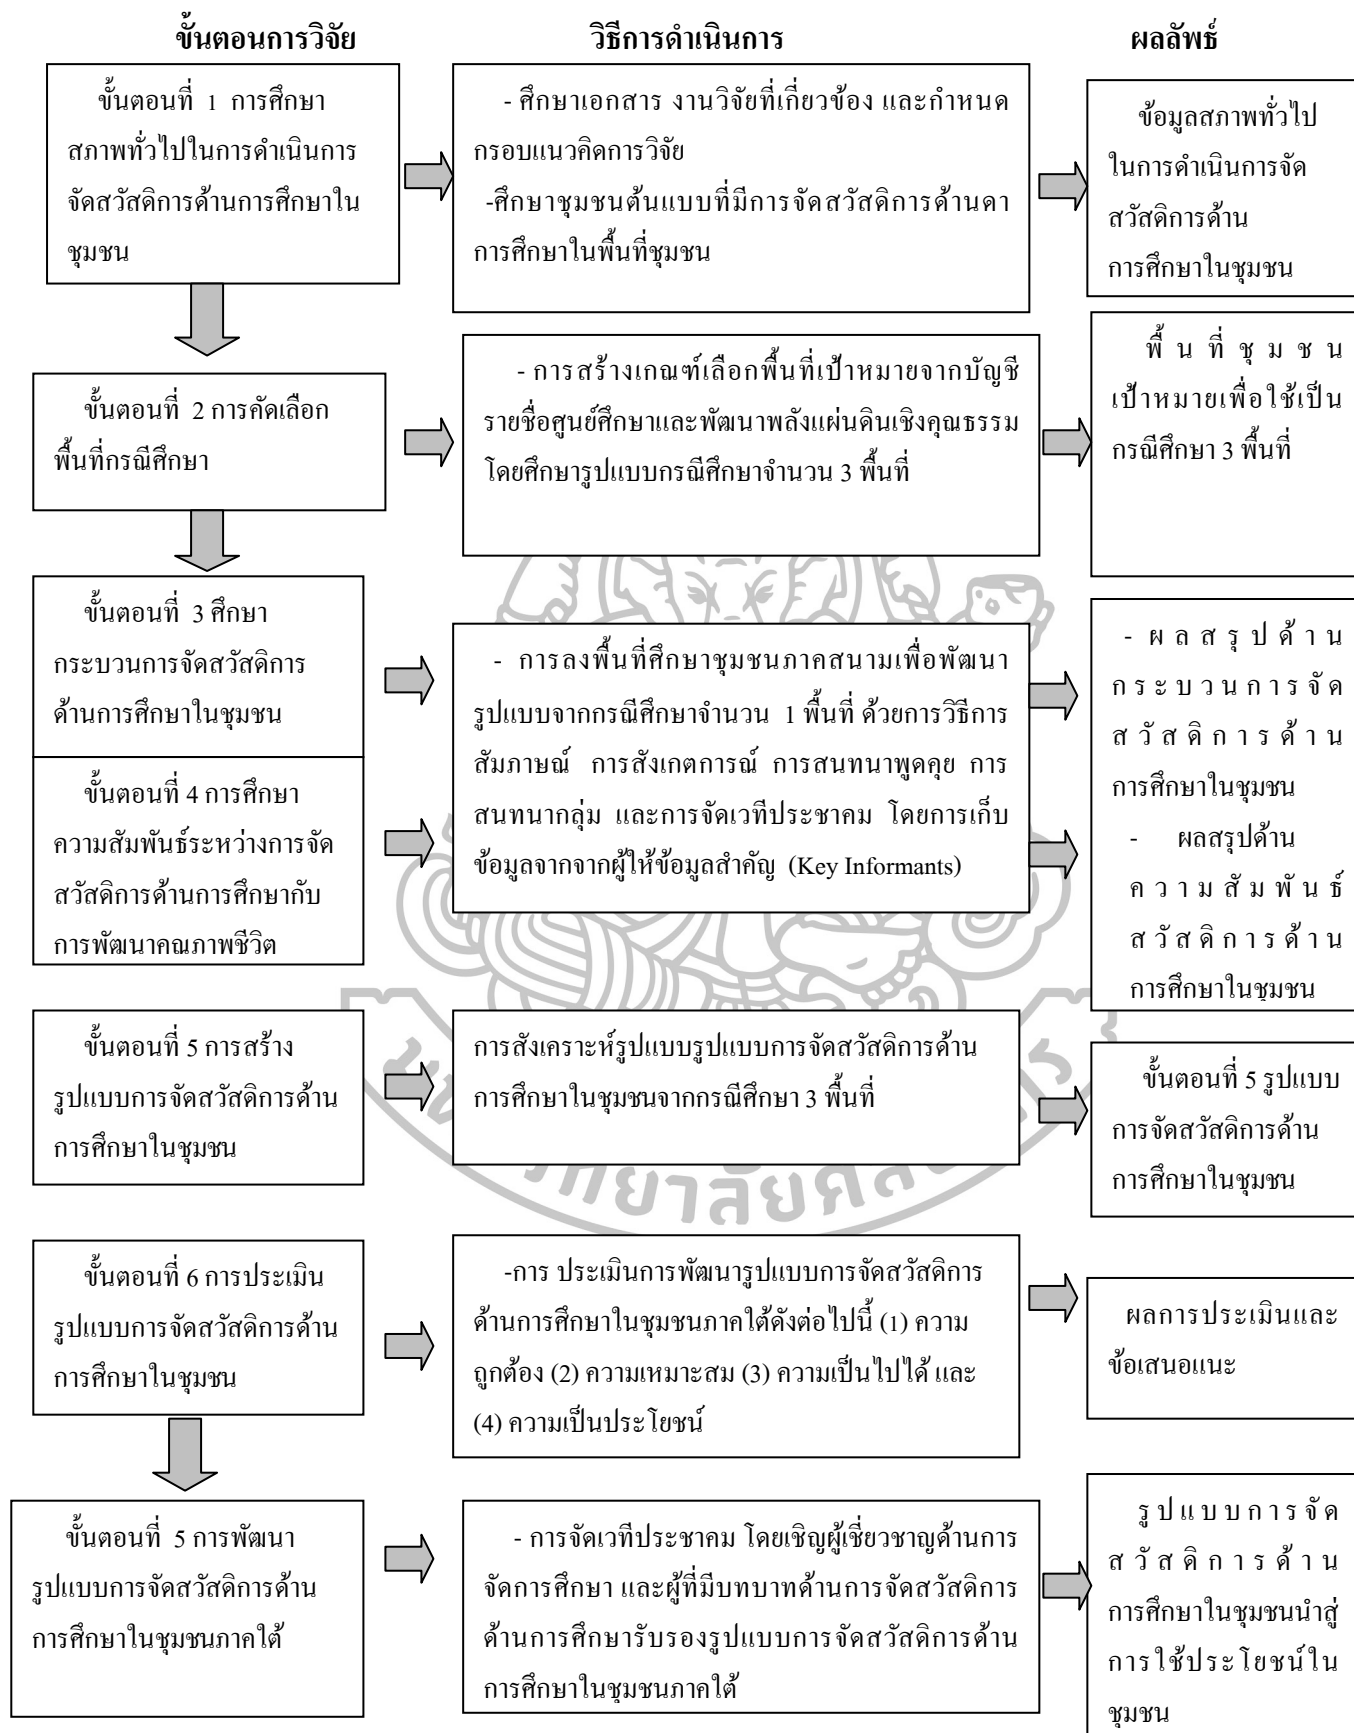 ขั้นตอนการวิจัย
วิธีการดำเนินการ
ผลลัพธ์
ขั้นตอนที่ 1 การศึกษา
สภาพทั่วไปในการดำเนินการ
จัดสวัสดิการด้านการศึกษาใน
ชุมชน
- ศึกษาเอกสาร งานวิจัยที่เกี่ยวข้อง และกำหนด
กรอบแนวคิดการวิจัย
-ศึกษาชุมชนต้นแบบที่มีการจัดสวัสดิการด้านดา
การศึกษาในพื้นที่ชุมชน
ข้อมูลสภาพทั่วไป
ในการดำเนินการจัด
สวัสดิการด้าน
การศึกษาในชุมชน
ขั้นตอนที่ 2 การคัดเลือก
พื้นที่กรณีศึกษา
- การสร้างเกณฑ์เลือกพื้นที่เป้าหมายจากบัญชี
รายชื่อศูนย์ศึกษาและพัฒนาพลังแผ่นดินเชิงคุณธรรม
โดยศึกษารูปแบบกรณีศึกษาจำนวน 3 พื้นที่
พื้นที่ชุมชน
เป้าหมายเพื่อใช้เป็น
กรณีศึกษา 3 พื้นที่
ขั้นตอนที่ 3 ศึกษา
กระบวนการจัดสวัสดิการ
ด้านการศึกษาในชุมชน
ขั้นตอนที่ 4 การศึกษา
ความสัมพันธ์ระหว่างการจัด
สวัสดิการด้านการศึกษากับ
การพัฒนาคุณภาพชีวิต
- การลงพื้นที่ศึกษาชุมชนภาคสนามเพื่อพัฒนา
รูปแบบจากกรณีศึกษาจำนวน 1 พื้นที่ ด้วยการวิธีการ
สัมภาษณ์ การสังเกตการณ์ การสนทนาพูดคุย การ
สนทนากลุ่ม และการจัดเวทีประชาคม โดยการเก็บ
ข้อมูลจากจากผู้ให้ข้อมูลสำคัญ (Key Informants)
- ผลสรุปด้าน
กระบวนการจัด
สวัสดิการด้าน
การศึกษาในชุมชน
- ผลสรุปด้าน
ความสัมพันธ์
สวัสดิการด้าน
การศึกษาในชุมชน
ขั้นตอนที่ 5 การสร้าง
รูปแบบการจัดสวัสดิการด้าน
การศึกษาในชุมชน
การสังเคราะห์รูปแบบรูปแบบการจัดสวัสดิการด้าน
การศึกษาในชุมชนจากกรณีศึกษา 3 พื้นที่
ขั้นตอนที่ 5 รูปแบบ
การจัดสวัสดิการด้าน
การศึกษาในชุมชน
ขั้นตอนที่ 6 การประเมิน
รูปแบบการจัดสวัสดิการด้าน
การศึกษาในชุมชน
-การ ประเมินการพัฒนารูปแบบการจัดสวัสดิการ
ด้านการศึกษาในชุมชนภาคใต้ดังต่อไปนี้ (1) ความ
ถูกต้อง (2) ความเหมาะสม (3) ความเป็นไปได้ และ
(4) ความเป็นประโยชน์
ผลการประเมินและ
ข้อเสนอแนะ
ขั้นตอนที่ 5 การพัฒนา
รูปแบบการจัดสวัสดิการด้าน
การศึกษาในชุมชนภาคใต้
- การจัดเวทีประชาคม โดยเชิญผู้เชี่ยวชาญด้านการ
จัดการศึกษา และผู้ที่มีบทบาทด้านการจัดสวัสดิการ
ด้านการศึกษารับรองรูปแบบการจัดสวัสดิการด้าน
การศึกษาในชุมชนภาคใต้
รูปแบบการจัด
สวัสดิการด้าน
การศึกษาในชุมชนนำสู่
การใช้ประโยชน์ใน
ชุมชน